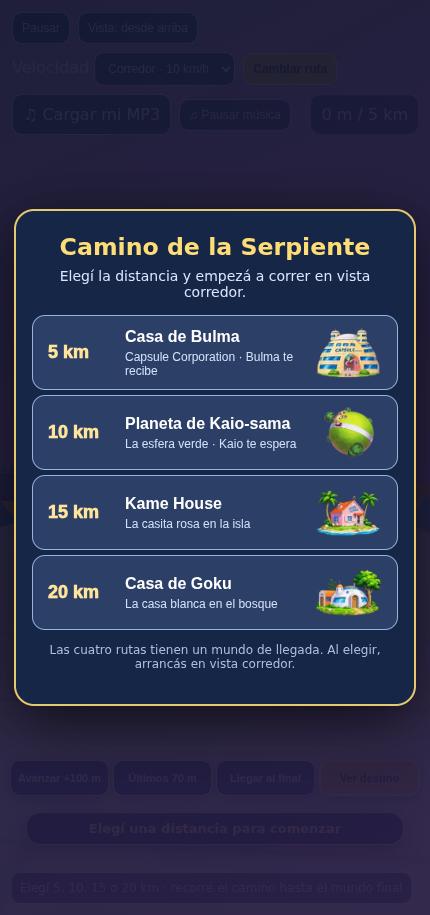 Pausar
Vista: desde arriba
Velocidad
Corredor · 10 km/h
Cambiar ruta
♫ Cargar mi MP3
♫ Pausar música
0 m / 5 km
Camino de la Serpiente
Elegí la distancia y empezá a correr en vista
corredor.
5 km
Casa de Bulma
Capsule Corporation · Bulma te
recibe
CAPSULE
10 km
Planeta de Kaio-sama
La esfera verde · Kaio te espera
15 km
Kame House
La casita rosa en la isla
20 km
Casa de Goku
La casa blanca en el bosque
Las cuatro rutas tienen un mundo de llegada. Al elegir,
arrancás en vista corredor.
Avanzar +100 m
Últimos 70 m
Llegar al final
Ver destino
Elegí una distancia para comenzar
Elegí 5, 10, 15 o 20 km · recorré el camino hasta el mundo final